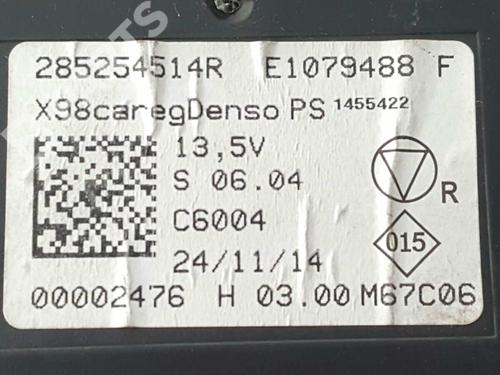 285254514R E1079488 F
X98caregDenso PS 1455422
13,5V
S 06.04
R
C6004
015
24/11/14
00002476 H 03.00 M67C06